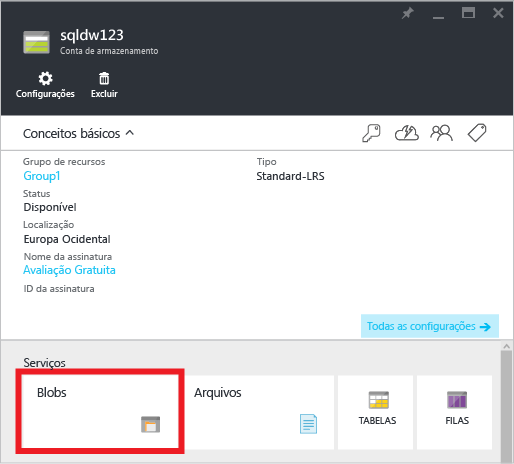 sqldw123
Conta de armazenamento
Configurações Excluir
Conceitos básicos
Grupo de recursos Tipo
Group1 Standard-LRS
Status
Disponível
Localização
Europa Ocidental
Nome da assinatura
Avaliação Gratuita
ID da assinatura
Todas as configurações
Serviços
Blobs Arquivos
TABELAS FILAS